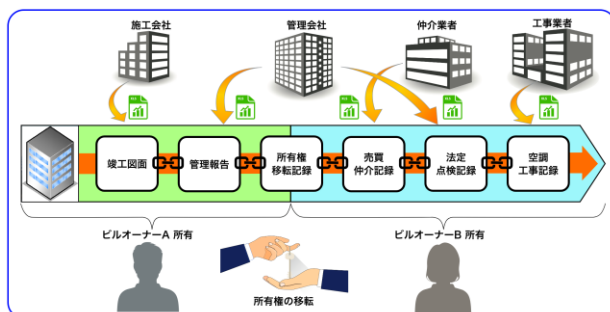 施工会社
管理会社
仲介業者
工事業者
竣工図面
管理報告
所有権
移転記録
売買
仲介記録
法定
点検記録
空調
工事記録
ビルオーナーA 所有
ビルオーナーB 所有
所有権の移転